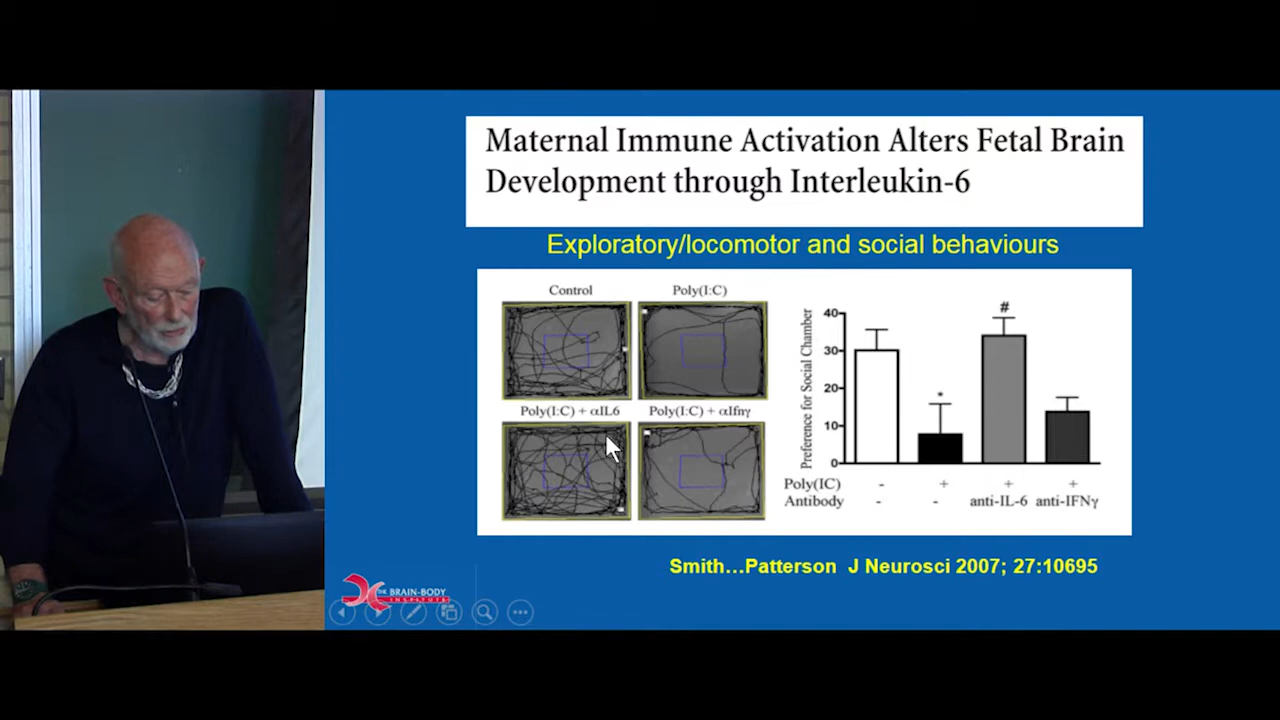 Maternal Immune Activation Alters Fetal Brain
Development through Interleukin-6
Exploratory/locomotor and social behaviours
Control
Poly(I:C)
Poly(I:C) + αIL6
Poly(I:C) + αIfnγ
Preference for Social Chamber
40
30
20
10
0
*
#
Poly(IC) - + + +
Antibody - - anti-IL-6 anti-IFNγ
Smith…Patterson J Neurosci 2007; 27:10695
THE BRAIN-BODY
INSTITUTE